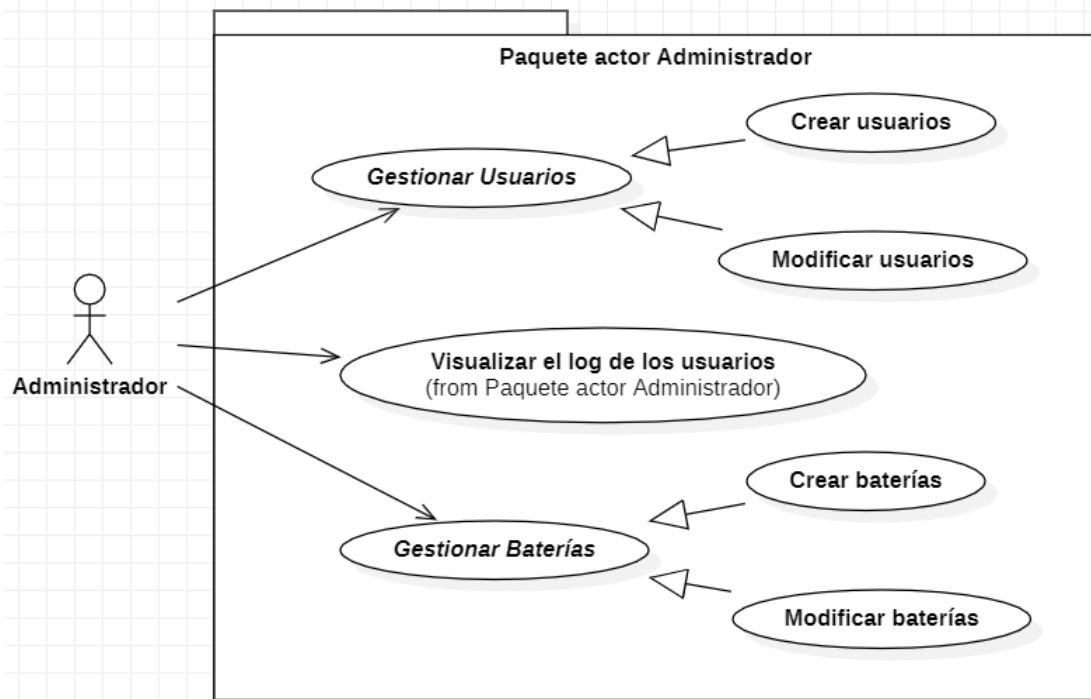 Paquete actor Administrador
Crear usuarios
Gestionar Usuarios
Modificar usuarios
Administrador
Visualizar el log de los usuarios
(from Paquete actor Administrador)
Crear baterías
Gestionar Baterías
Modificar baterías